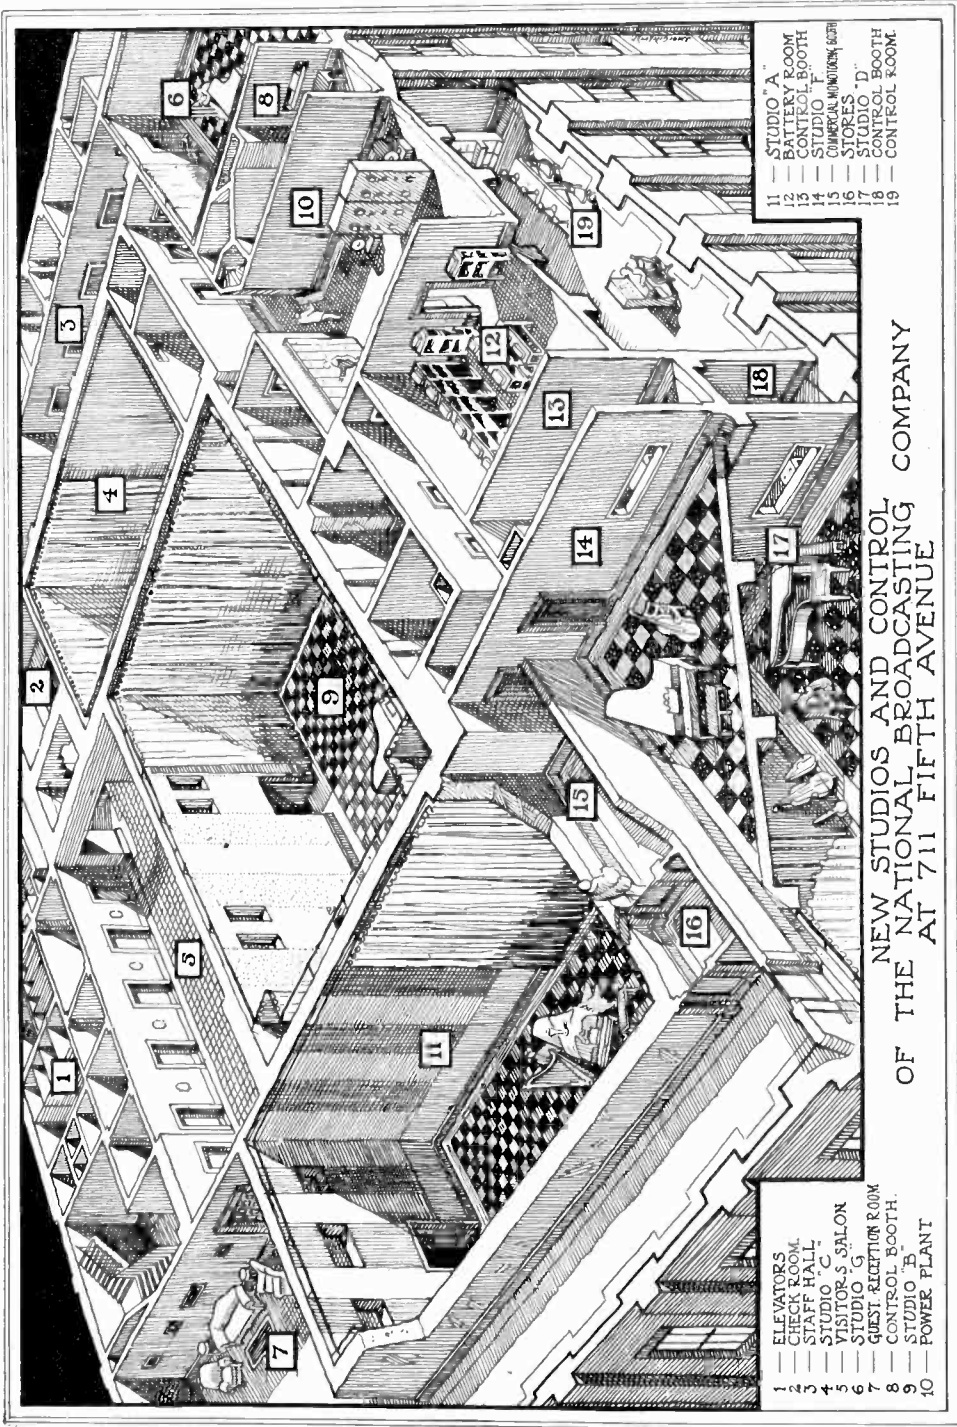 1 — ELEVATORS
2 — CHECK ROOM.
3 — STAFF HALL
4 — STUDIO "C"
5 — VISITORS SALON
6 — STUDIO "G"
7 — GUEST RECEPTION ROOM
8 — CONTROL BOOTH.
9 — STUDIO "B"
10 — POWER PLANT
NEW STUDIOS AND CONTROL
OF THE NATIONAL BROADCASTING COMPANY
AT 711 FIFTH AVENUE
11 — STUDIO "A"
12 — BATTERY ROOM
13 — CONTROL BOOTH
14 — STUDIO "F"
15 — COMMERCIAL MONOTORING BOOTH
16 — STORES
17 — STUDIO "D"
18 — CONTROL BOOTH
19 — CONTROL ROOM.
1
2
3
4
5
6
7
8
9
10
11
12
13
14
15
16
17
18
19